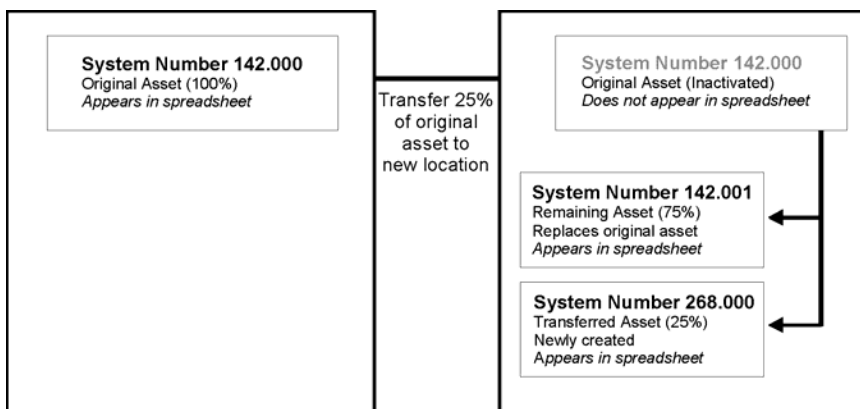 System Number 142.000
Original Asset (100%)
Appears in spreadsheet
Transfer 25%
of original
asset to
new location
System Number 142.000
Original Asset (Inactivated)
Does not appear in spreadsheet
System Number 142.001
Remaining Asset (75%)
Replaces original asset
Appears in spreadsheet
System Number 268.000
Transferred Asset (25%)
Newly created
Appears in spreadsheet